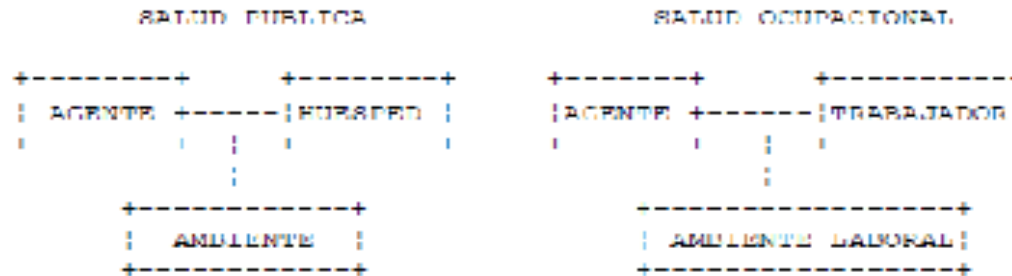 SALUD PUBLICA SALUD OCUPACIONAL
AGENTE HUESPED AGENTE TRABAJADOR
AMBIENTE AMBIENTE LABORAL